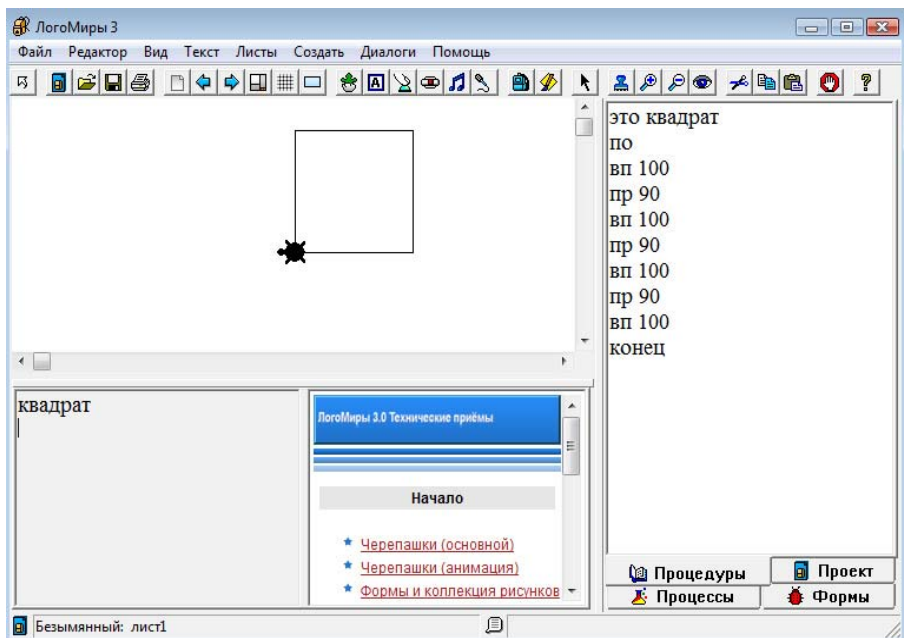 ЛогоМиры 3
Файл Редактор Вид Текст Листы Создать Диалоги Помощь
это квадрат
по
вп 100
пр 90
вп 100
пр 90
вп 100
пр 90
вп 100
конец
квадрат
ЛогоМиры 3.0 Технические приёмы
Начало
Черепашки (основной)
Черепашки (анимация)
Формы и коллекция рисунков
Процедуры Проект
Процессы Формы
Безымянный: лист1